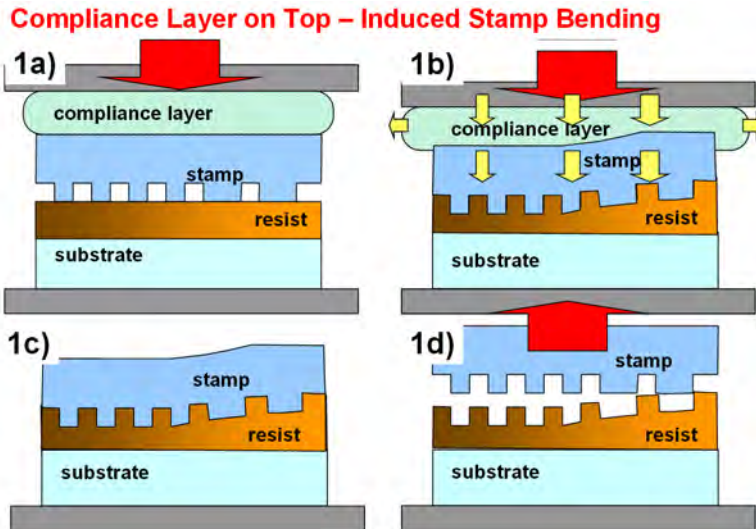 Compliance Layer on Top – Induced Stamp Bending
1a)
compliance layer
stamp
resist
substrate
1b)
compliance layer
stamp
resist
substrate
1c)
stamp
resist
substrate
1d)
stamp
resist
substrate